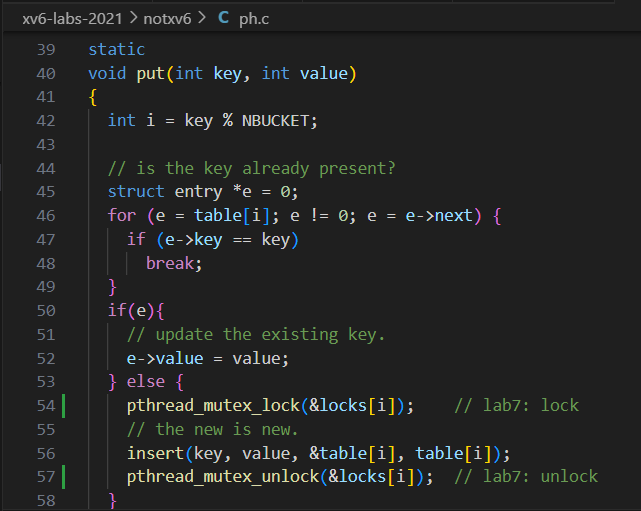 xv6-labs-2021 > notxv6 > C ph.c
39 static
40 void put(int key, int value)
41 {
42   int i = key % NBUCKET;
43
44   // is the key already present?
45   struct entry *e = 0;
46   for (e = table[i]; e != 0; e = e->next) {
47     if (e->key == key)
48       break;
49   }
50   if(e){
51     // update the existing key.
52     e->value = value;
53   } else {
54     pthread_mutex_lock(&locks[i]);    // lab7: lock
55     // the new is new.
56     insert(key, value, &table[i], table[i]);
57     pthread_mutex_unlock(&locks[i]);  // lab7: unlock
58   }